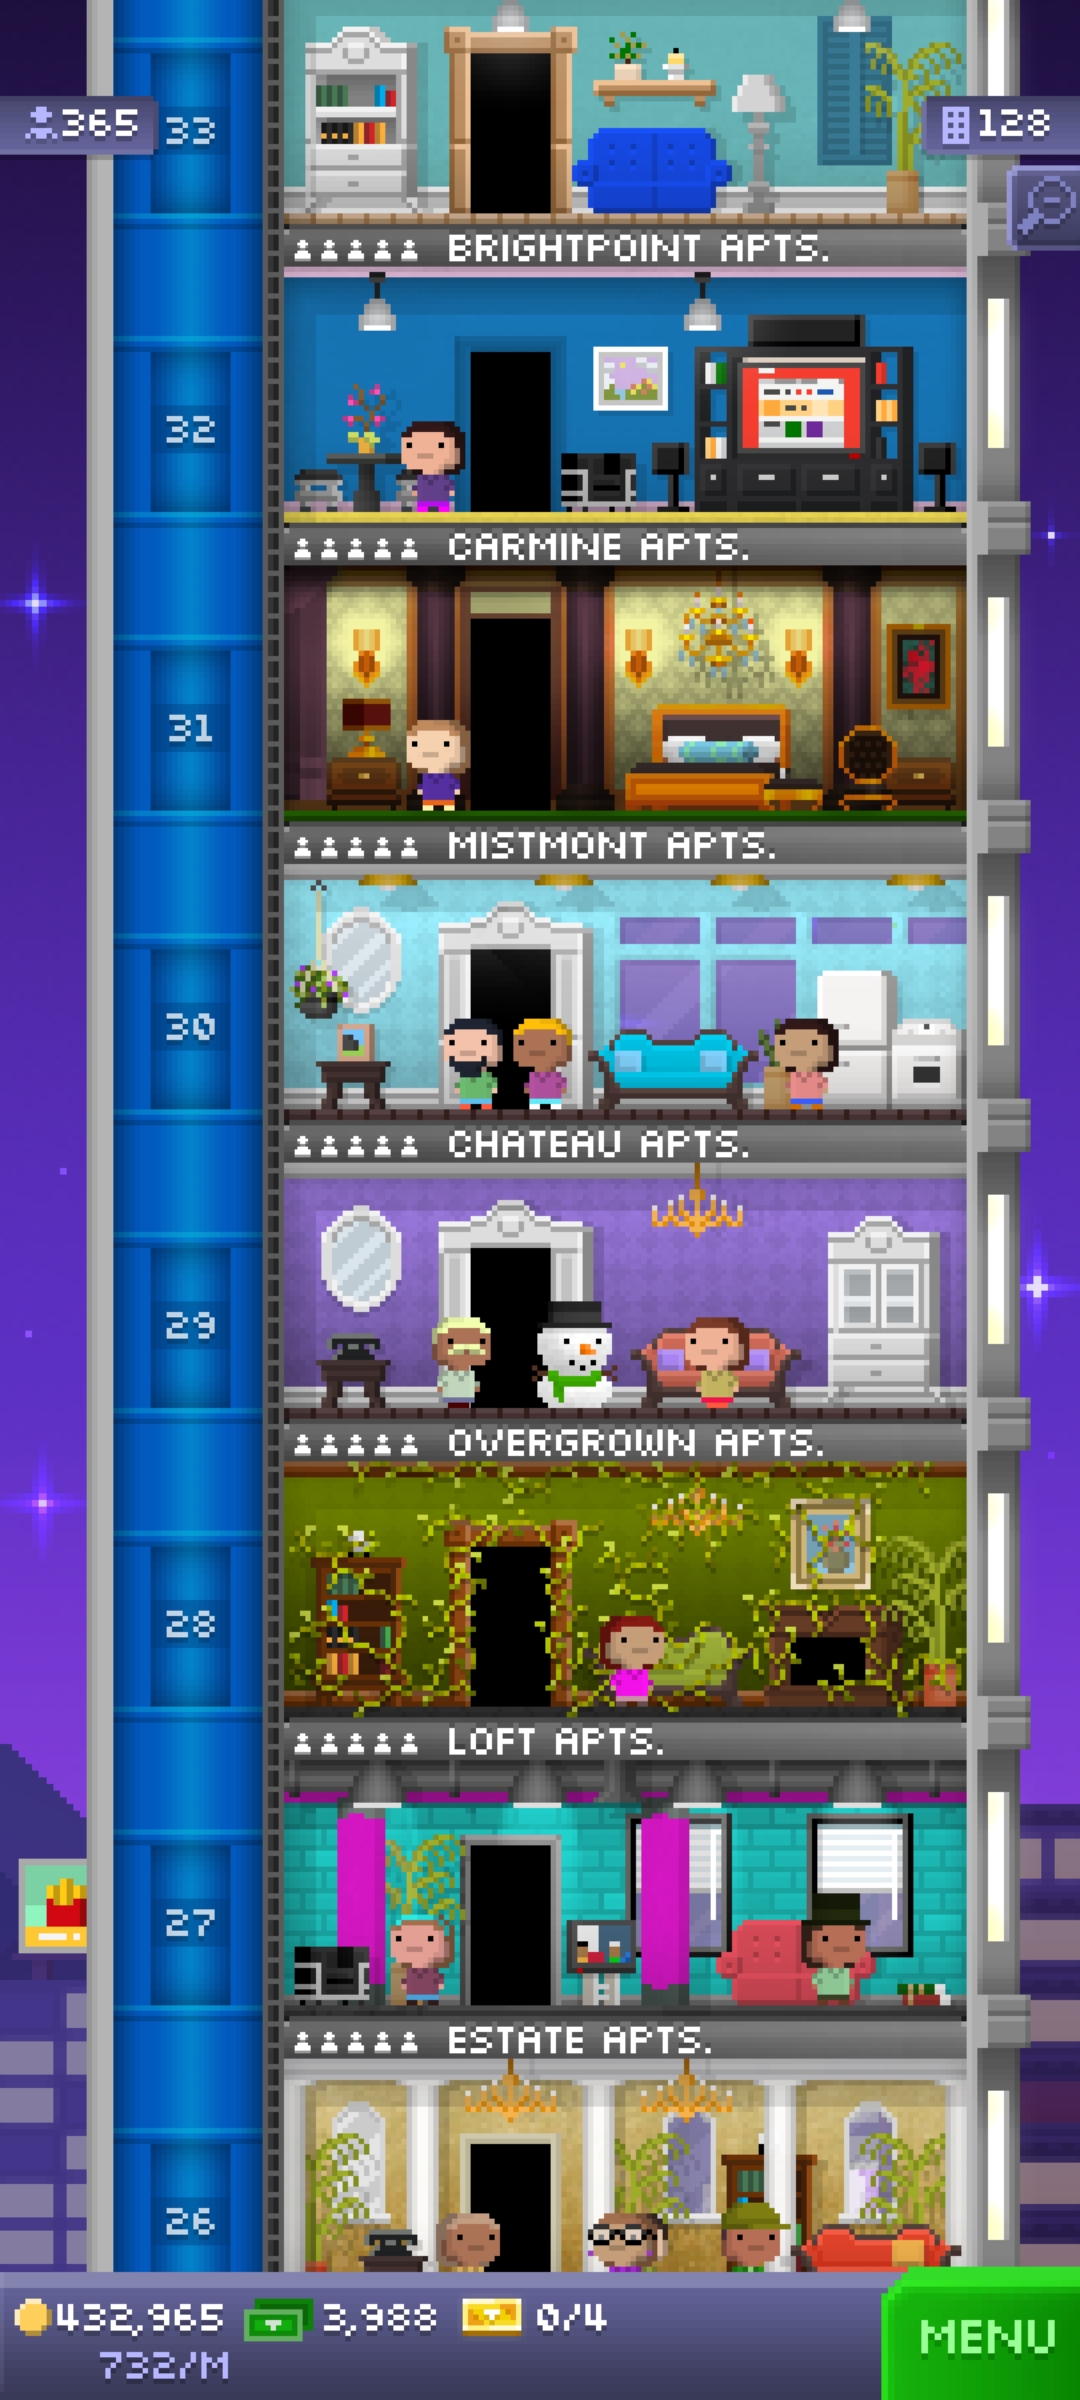 365
33
128
BRIGHTPOINT APTS.
32
CARMINE APTS.
31
MISTMONT APTS.
30
CHATEAU APTS.
29
OVERGROWN APTS.
28
LOFT APTS.
27
ESTATE APTS.
26
432,965 3,988 0/4
732/M
MENU